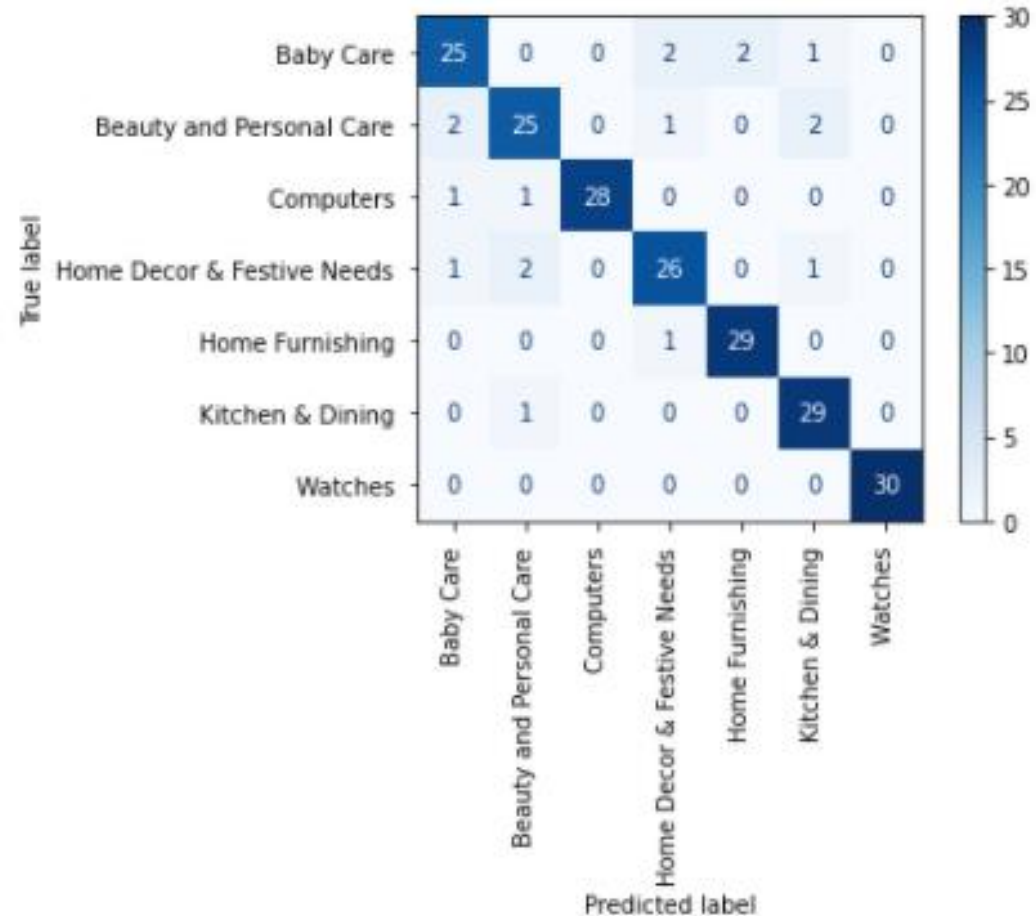 True label
Baby Care 25 0 0 2 2 1 0
Beauty and Personal Care 2 25 0 1 0 2 0
Computers 1 1 28 0 0 0 0
Home Decor & Festive Needs 1 2 0 26 0 1 0
Home Furnishing 0 0 0 1 29 0 0
Kitchen & Dining 0 1 0 0 0 29 0
Watches 0 0 0 0 0 0 30
Baby Care
Beauty and Personal Care
Computers
Home Decor & Festive Needs
Home Furnishing
Kitchen & Dining
Watches
Predicted label
30
25
20
15
10
5
0